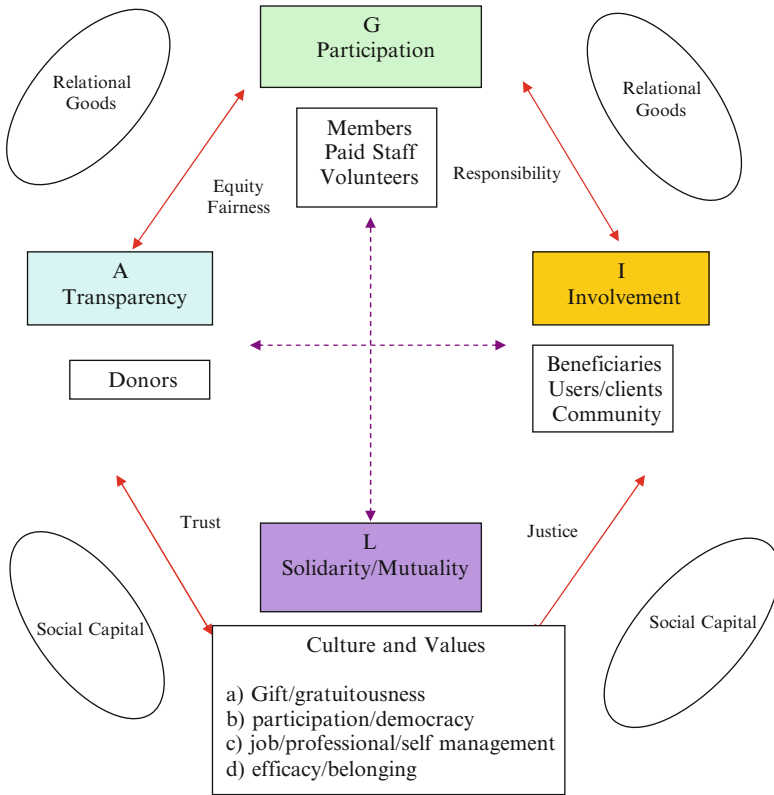 G
Participation
Relational
Goods
Relational
Goods
Members
Paid Staff
Volunteers
Equity
Fairness
Responsibility
A
Transparency
I
Involvement
Donors
Beneficiaries
Users/clients
Community
Trust
Justice
L
Solidarity/Mutuality
Social Capital
Social Capital
Culture and Values
a) Gift/gratuitousness
b) participation/democracy
c) job/professional/self management
d) efficacy/belonging